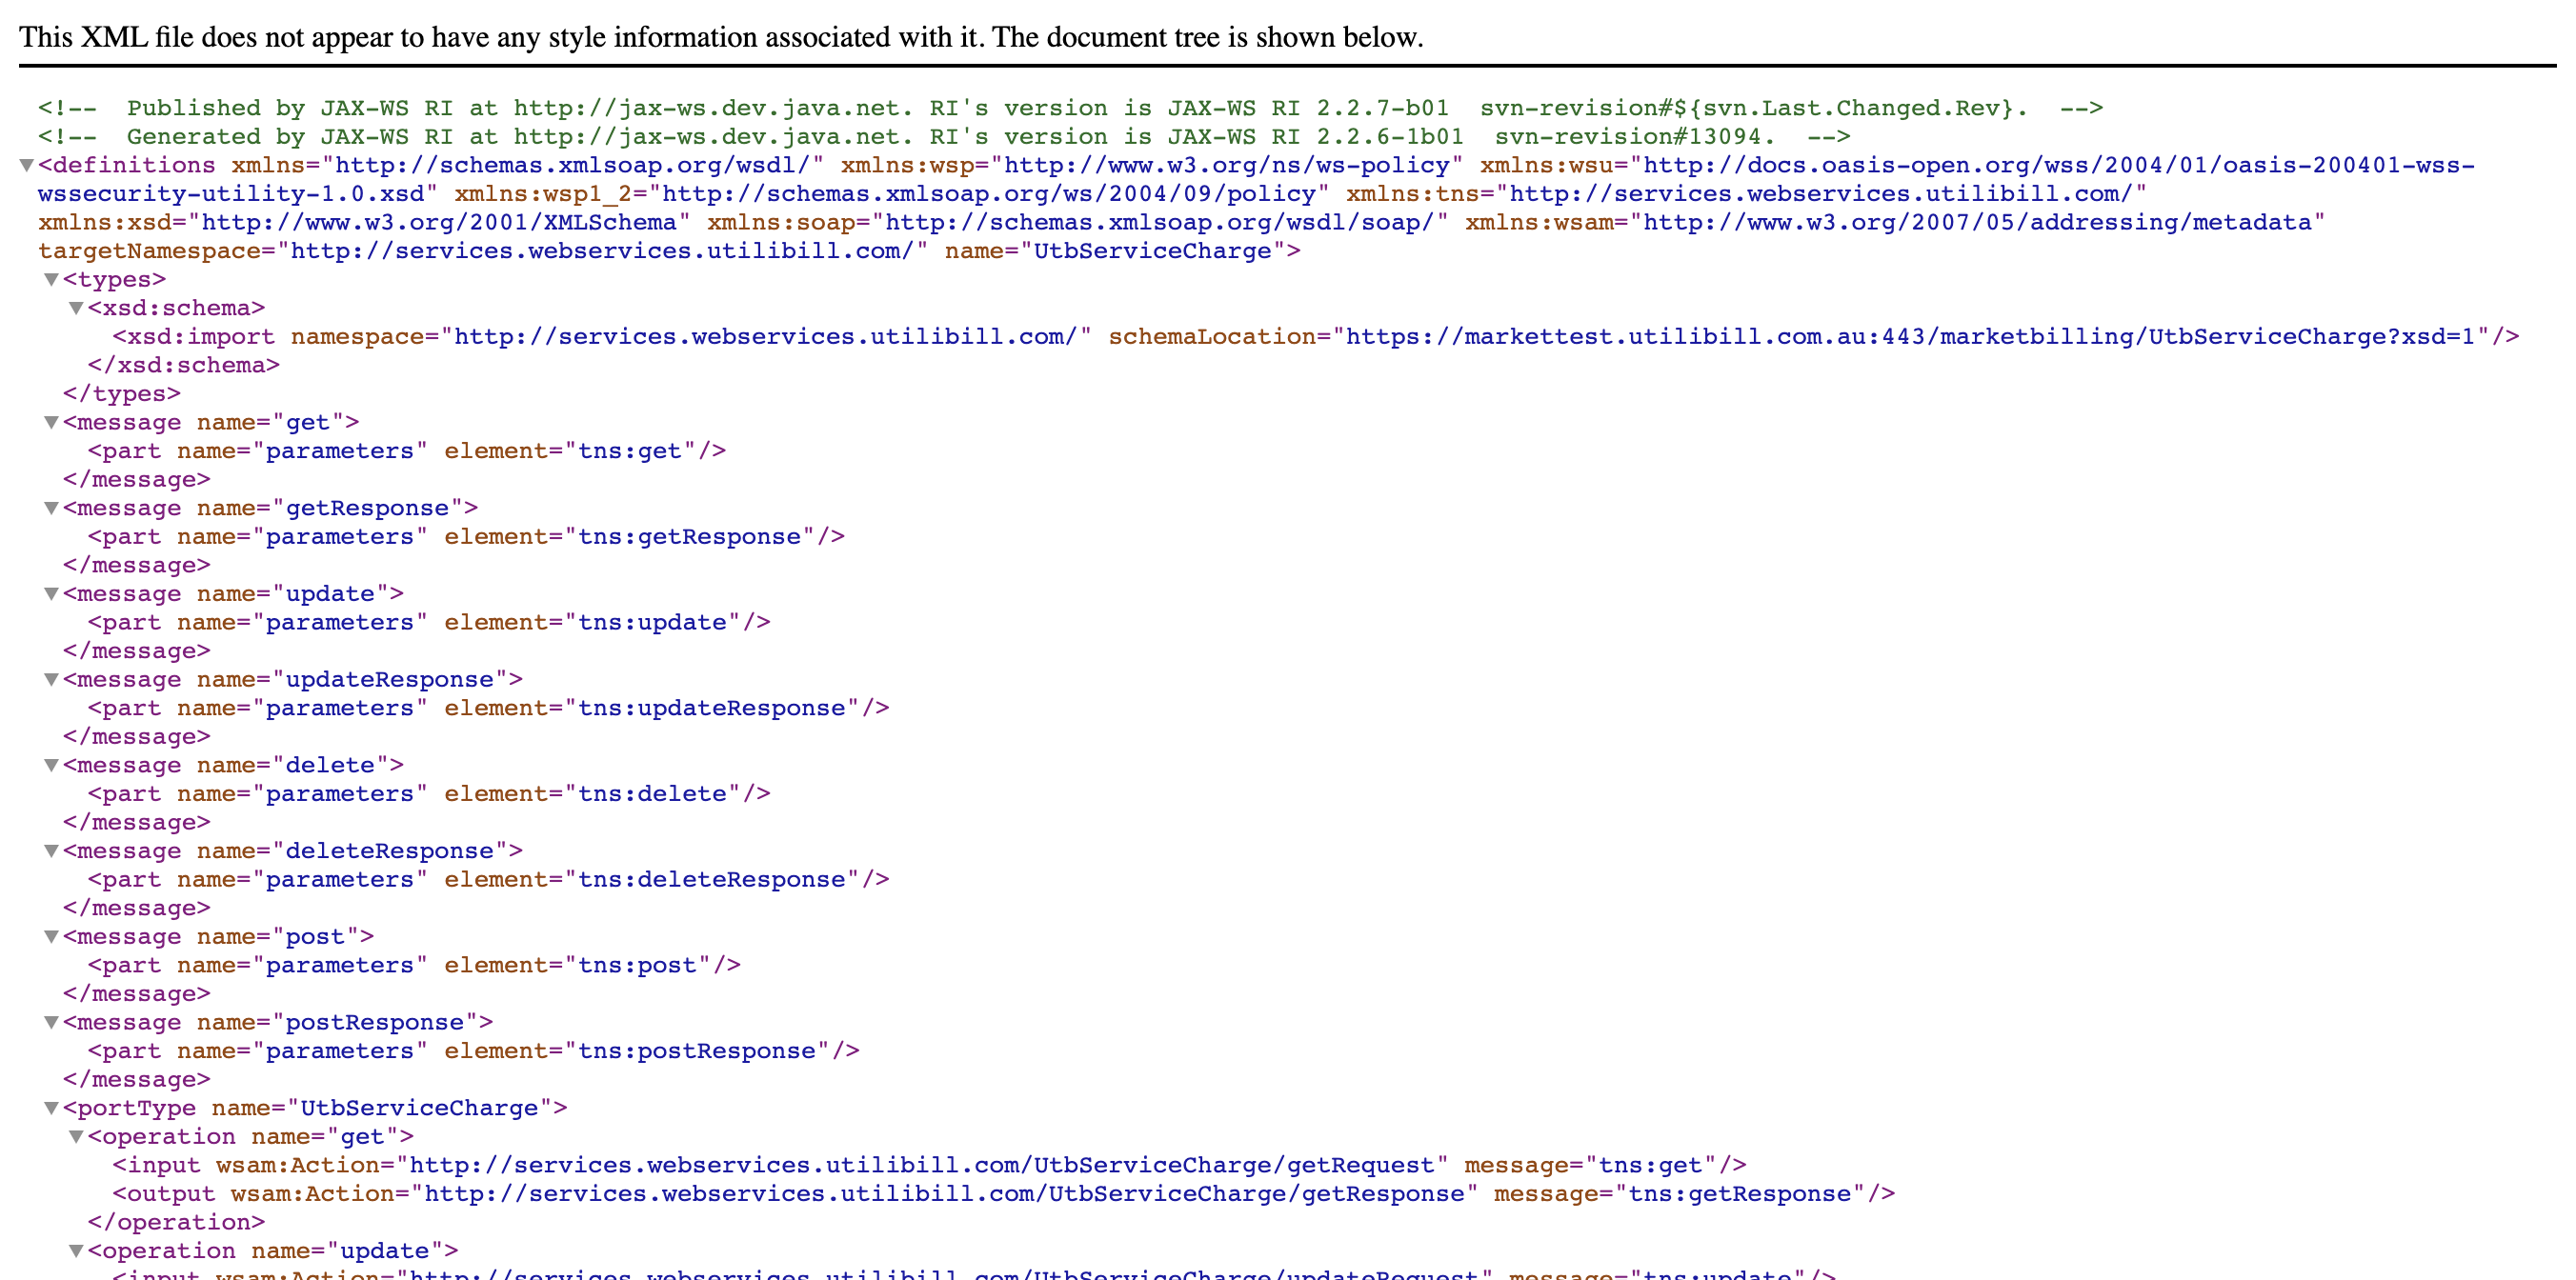 This XML file does not appear to have any style information associated with it. The document tree is shown below.
<!--  Published by JAX-WS RI at http://jax-ws.dev.java.net. RI's version is JAX-WS RI 2.2.7-b01  svn-revision#${svn.Last.Changed.Rev}.  -->
<!--  Generated by JAX-WS RI at http://jax-ws.dev.java.net. RI's version is JAX-WS RI 2.2.6-1b01  svn-revision#13094.  -->
▼<definitions xmlns="http://schemas.xmlsoap.org/wsdl/" xmlns:wsp="http://www.w3.org/ns/ws-policy" xmlns:wsu="http://docs.oasis-open.org/wss/2004/01/oasis-200401-wss-
wssecurity-utility-1.0.xsd" xmlns:wsp1_2="http://schemas.xmlsoap.org/ws/2004/09/policy" xmlns:tns="http://services.webservices.utilibill.com/"
xmlns:xsd="http://www.w3.org/2001/XMLSchema" xmlns:soap="http://schemas.xmlsoap.org/wsdl/soap/" xmlns:wsam="http://www.w3.org/2007/05/addressing/metadata"
targetNamespace="http://services.webservices.utilibill.com/" name="UtbServiceCharge">
▼<types>
▼<xsd:schema>
<xsd:import namespace="http://services.webservices.utilibill.com/" schemaLocation="https://markettest.utilibill.com.au:443/marketbilling/UtbServiceCharge?xsd=1"/>
</xsd:schema>
</types>
▼<message name="get">
<part name="parameters" element="tns:get"/>
</message>
▼<message name="getResponse">
<part name="parameters" element="tns:getResponse"/>
</message>
▼<message name="update">
<part name="parameters" element="tns:update"/>
</message>
▼<message name="updateResponse">
<part name="parameters" element="tns:updateResponse"/>
</message>
▼<message name="delete">
<part name="parameters" element="tns:delete"/>
</message>
▼<message name="deleteResponse">
<part name="parameters" element="tns:deleteResponse"/>
</message>
▼<message name="post">
<part name="parameters" element="tns:post"/>
</message>
▼<message name="postResponse">
<part name="parameters" element="tns:postResponse"/>
</message>
▼<portType name="UtbServiceCharge">
▼<operation name="get">
<input wsam:Action="http://services.webservices.utilibill.com/UtbServiceCharge/getRequest" message="tns:get"/>
<output wsam:Action="http://services.webservices.utilibill.com/UtbServiceCharge/getResponse" message="tns:getResponse"/>
</operation>
▼<operation name="update">
<input wsam:Action="http://services.webservices.utilibill.com/UtbServiceCharge/updateRequest" message="tns:update"/>